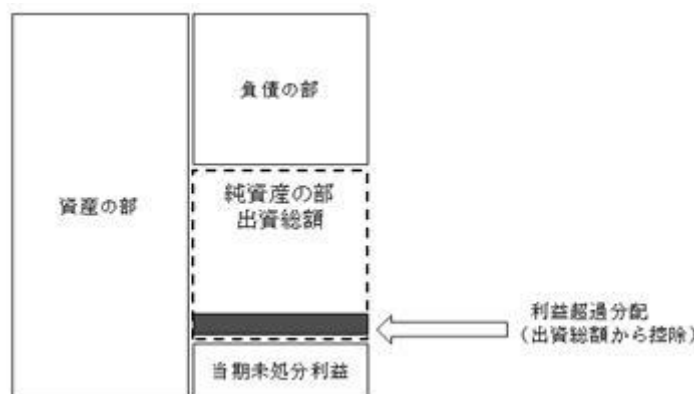 負債の部
資産の部
純資産の部
出資総額
利益超過分配
（出資総額から控除）
当期未処分利益